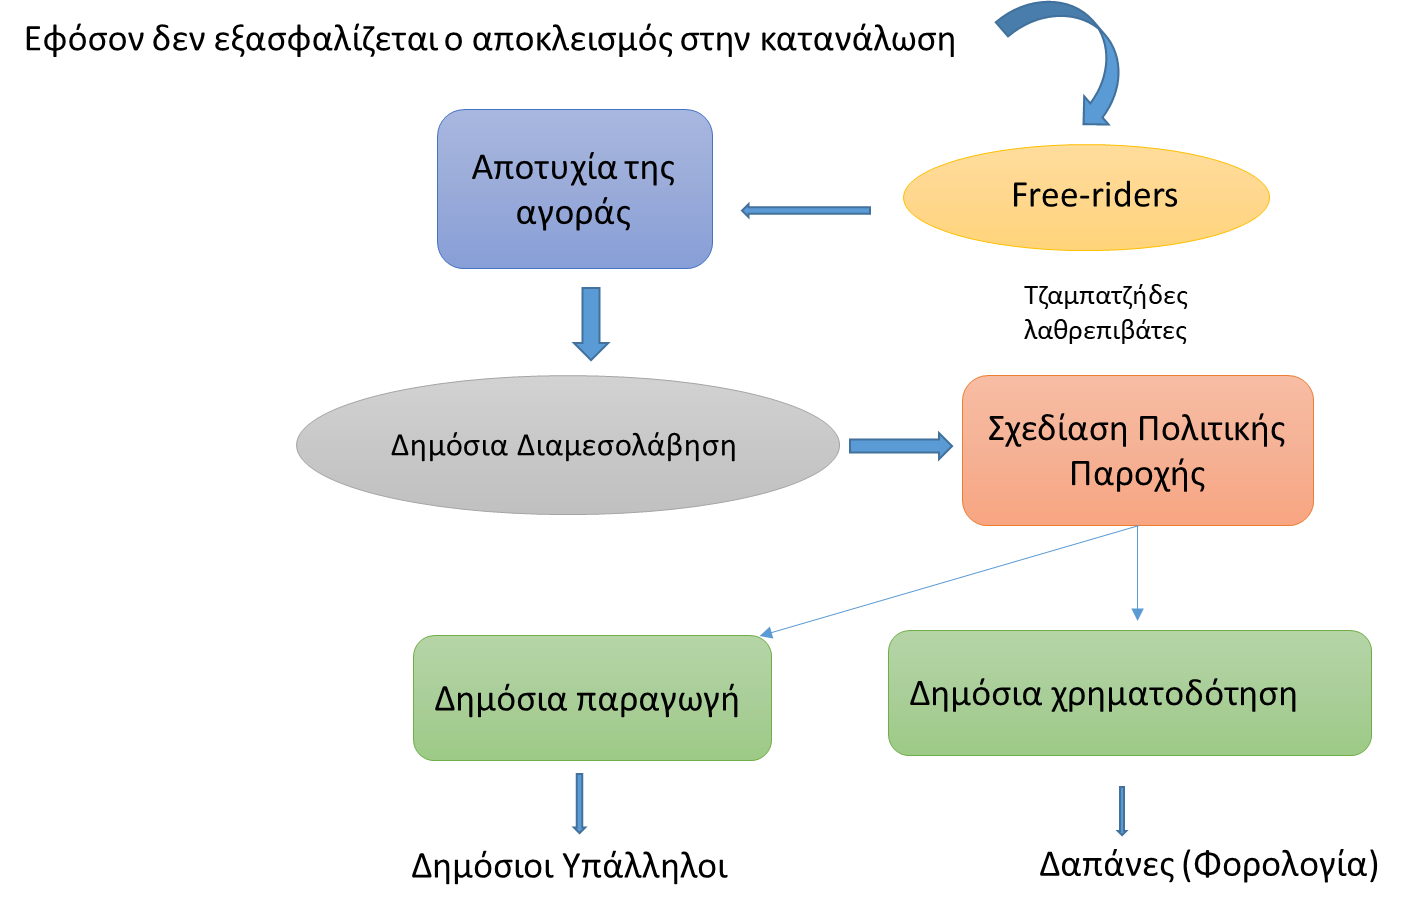 Εφόσον δεν εξασφαλίζεται ο αποκλεισμός στην κατανάλωση
Αποτυχία της
αγοράς
Free-riders
Τζαμπατζήδες
λαθρεπιβάτες
Δημόσια Διαμεσολάβηση
Σχεδίαση Πολιτικής
Παροχής
Δημόσια παραγωγή
Δημόσια χρηματοδότηση
Δημόσιοι Υπάλληλοι
Δαπάνες (Φορολογία)